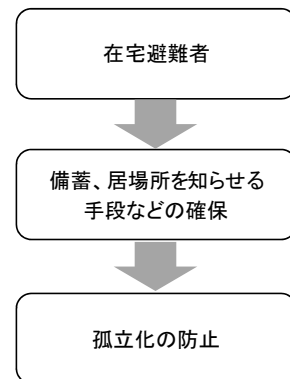 在宅避難者
備蓄、居場所を知らせる
手段などの確保
孤立化の防止